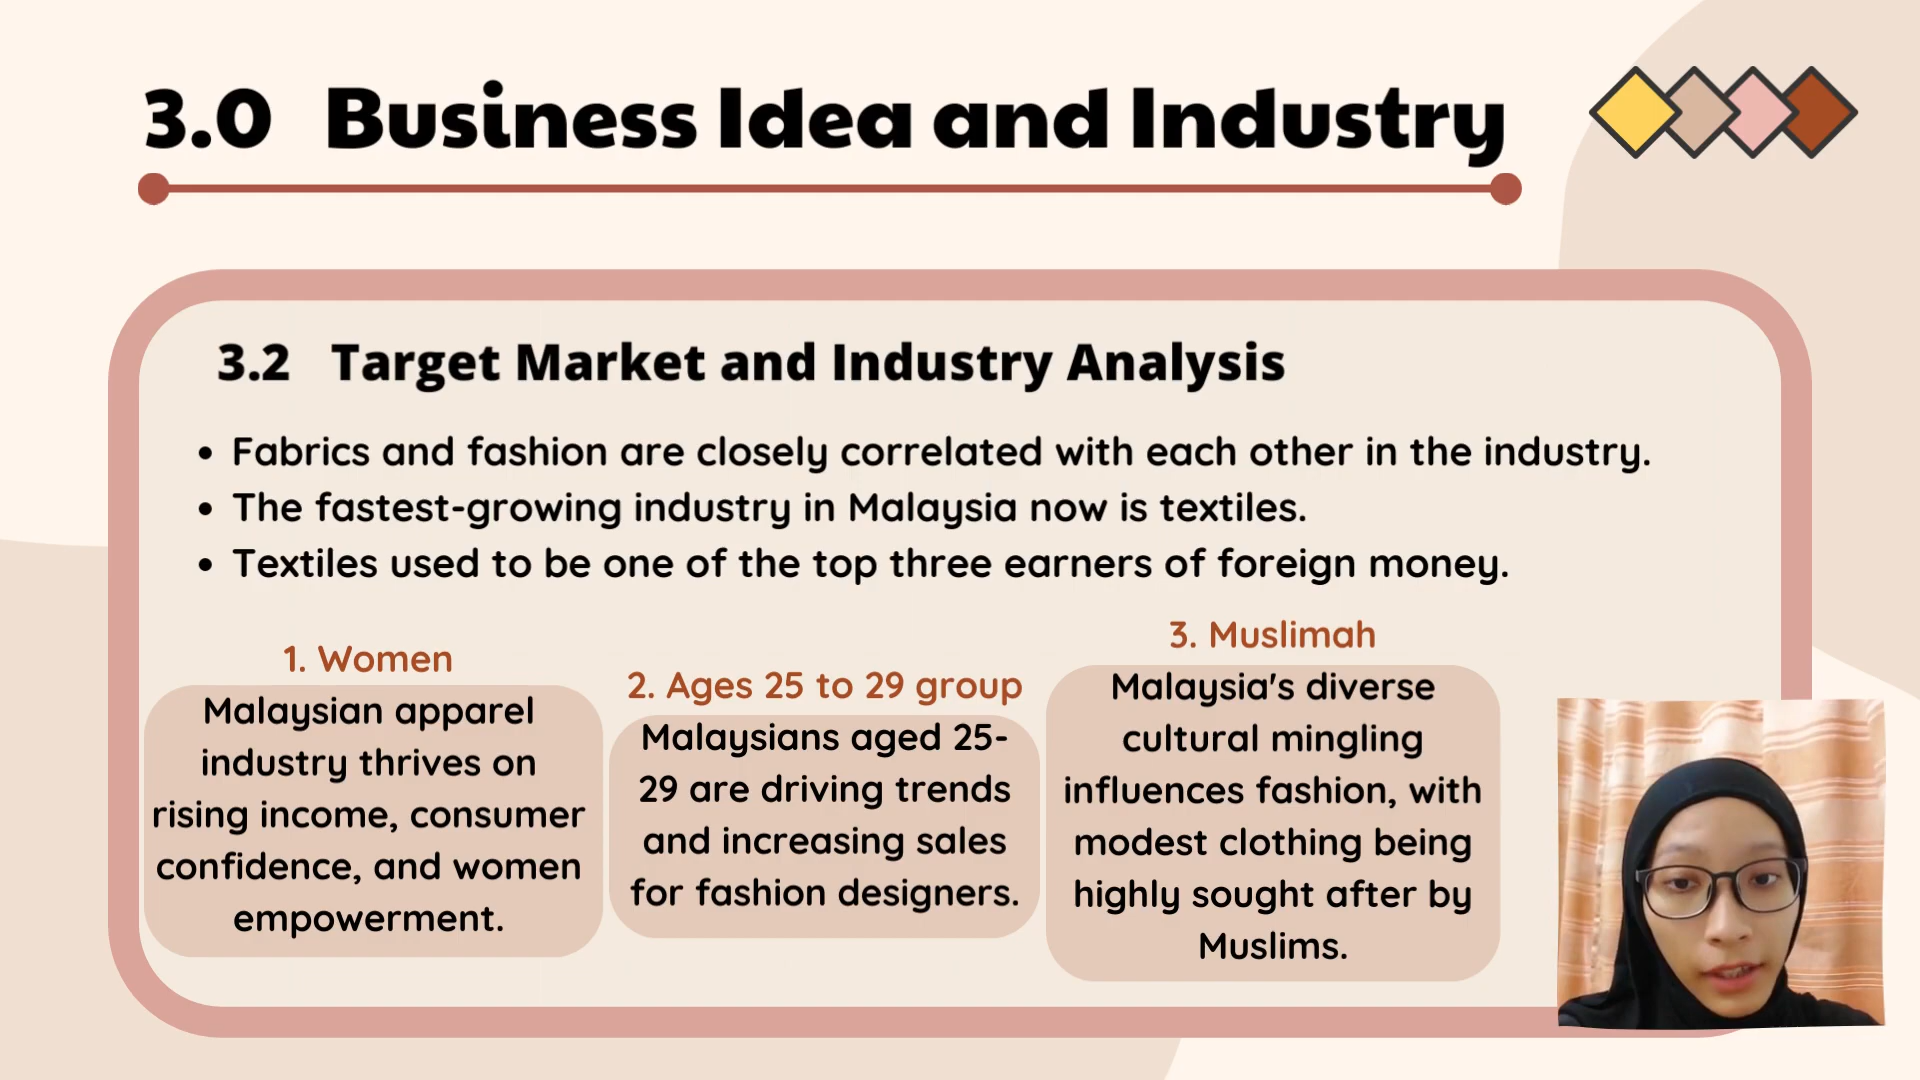 3.0 Business Idea and Industry
3.2 Target Market and Industry Analysis
• Fabrics and fashion are closely correlated with each other in the industry.
• The fastest-growing industry in Malaysia now is textiles.
• Textiles used to be one of the top three earners of foreign money.
1. Women
Malaysian apparel
industry thrives on
rising income, consumer
confidence, and women
empowerment.
2. Ages 25 to 29 group
Malaysians aged 25-
29 are driving trends
and increasing sales
for fashion designers.
3. Muslimah
Malaysia's diverse
cultural mingling
influences fashion, with
modest clothing being
highly sought after by
Muslims.